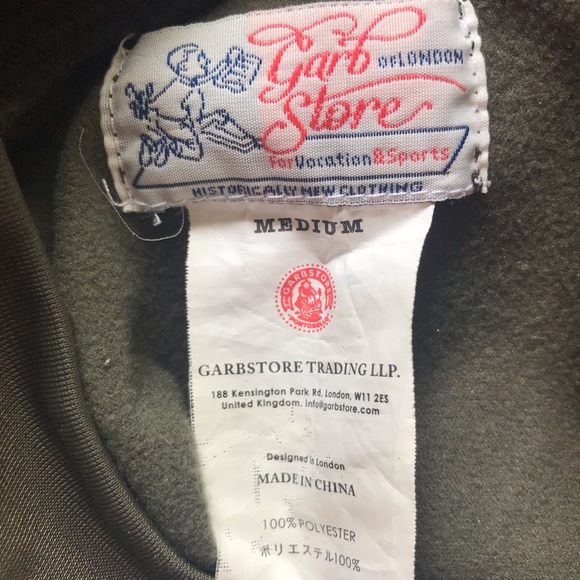 Garb OF LONDON
Store
For Vocation & Sports
HISTORICALLY NEW CLOTHING
MEDIUM
GARBSTORE
GARBSTORE TRADING LLP.
188 Kensington Park Rd, London, W11 2ES
United Kingdom. info@garbstore.com
Designed in London
MADE IN CHINA
100% POLYESTER
ポリエステル100%